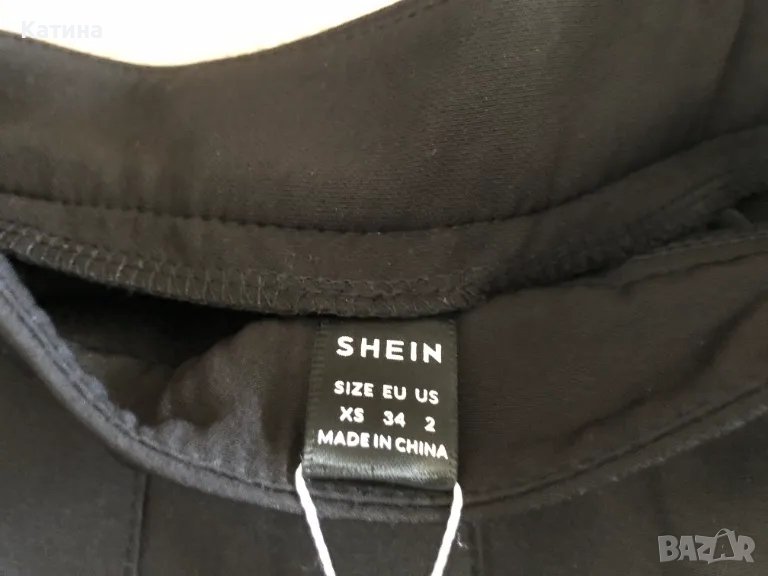 Катина
SHEIN
SIZE EU US
XS 34 2
MADE IN CHINA
BAZAR